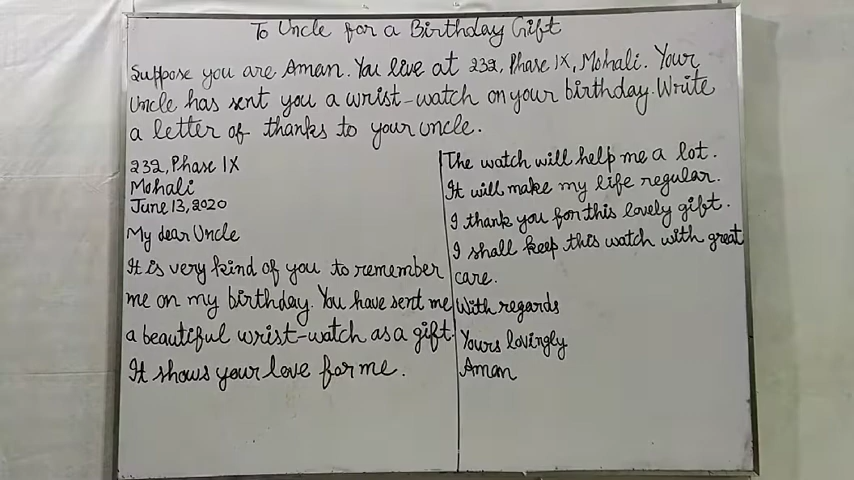 To Uncle for a Birthday Gift
Suppose you are Aman. You live at 232, Phase IX, Mohali. Your
Uncle has sent you a wrist-watch on your birthday. Write
a letter of thanks to your uncle.
232, Phase IX
Mohali
June 13, 2020
My dear Uncle
It is very kind of you to remember
me on my birthday. You have sent me
a beautiful wrist-watch as a gift.
It shows your love for me.
The watch will help me a lot.
It will make my life regular.
I thank you for this lovely gift.
I shall keep this watch with great
care.
With regards
Yours lovingly
Aman